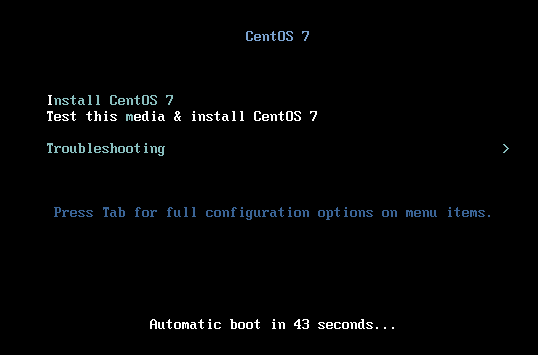 CentOS 7
Install CentOS 7
Test this media & install CentOS 7
Troubleshooting >
Press Tab for full configuration options on menu items.
Automatic boot in 43 seconds...